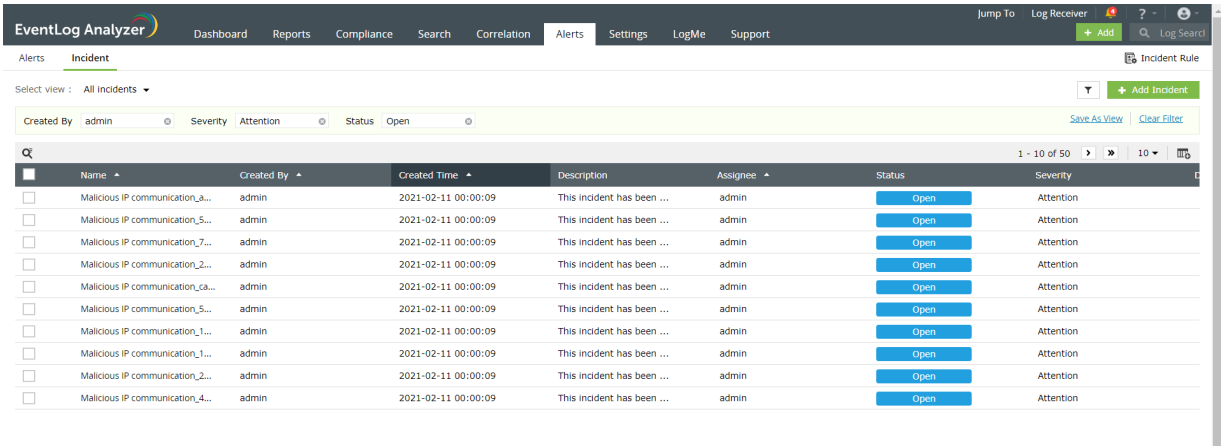 Jump To Log Receiver 4 ?
EventLog Analyzer Dashboard Reports Compliance Search Correlation Alerts Settings LogMe Support + Add Log Search
Alerts Incident Incident Rule
Select view : All incidents + Add Incident
Created By admin Severity Attention Status Open Save As View Clear Filter
1 - 10 of 50 10
Name Created By Created Time Description Assignee Status Severity D
Malicious IP communication_a... admin 2021-02-11 00:00:09 This incident has been ... admin Open Attention
Malicious IP communication_5... admin 2021-02-11 00:00:09 This incident has been ... admin Open Attention
Malicious IP communication_7... admin 2021-02-11 00:00:09 This incident has been ... admin Open Attention
Malicious IP communication_2... admin 2021-02-11 00:00:09 This incident has been ... admin Open Attention
Malicious IP communication_ca... admin 2021-02-11 00:00:09 This incident has been ... admin Open Attention
Malicious IP communication_5... admin 2021-02-11 00:00:09 This incident has been ... admin Open Attention
Malicious IP communication_1... admin 2021-02-11 00:00:09 This incident has been ... admin Open Attention
Malicious IP communication_1... admin 2021-02-11 00:00:09 This incident has been ... admin Open Attention
Malicious IP communication_2... admin 2021-02-11 00:00:09 This incident has been ... admin Open Attention
Malicious IP communication_4... admin 2021-02-11 00:00:09 This incident has been ... admin Open Attention